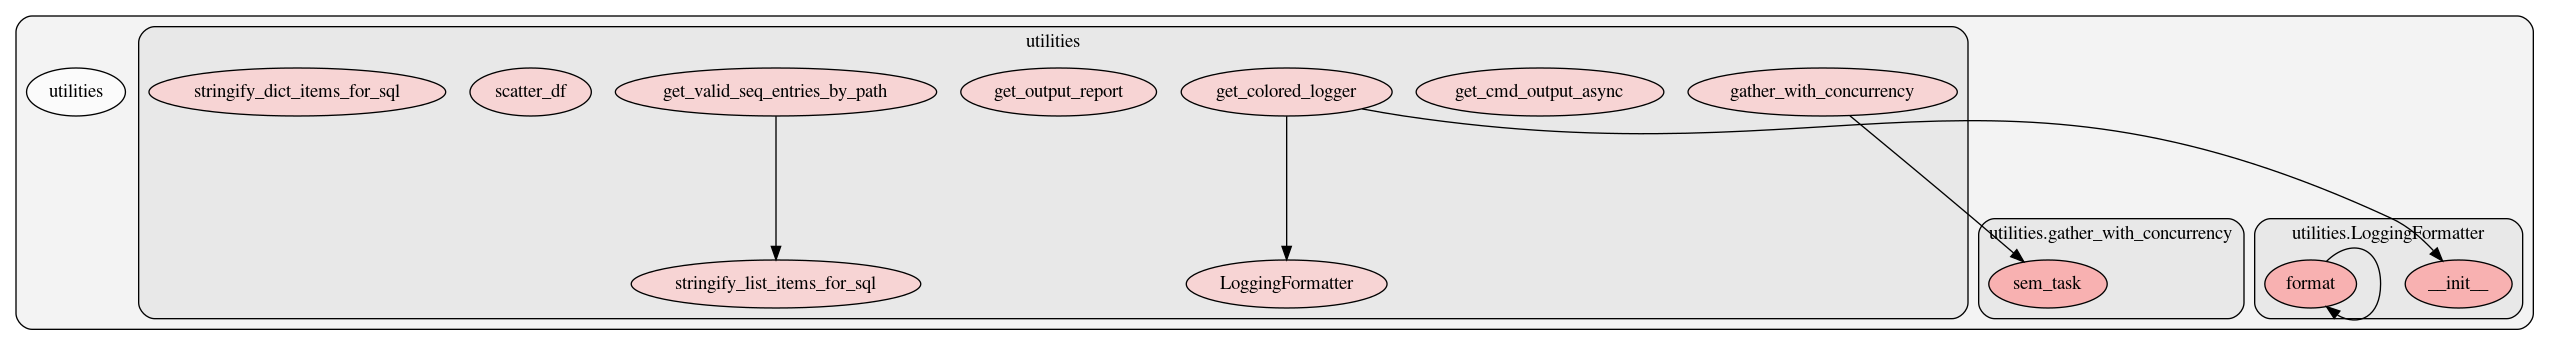 utilities
utilities
stringify_dict_items_for_sql
scatter_df
get_valid_seq_entries_by_path
get_output_report
get_colored_logger
get_cmd_output_async
gather_with_concurrency
utilities.gather_with_concurrency
utilities.LoggingFormatter
stringify_list_items_for_sql
LoggingFormatter
sem_task
format
__init__